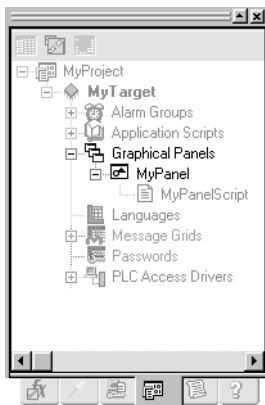 MyProject
MyTarget
Alarm Groups
Application Scripts
Graphical Panels
MyPanel
MyPanelScript
Languages
Message Grids
Passwords
PLC Access Drivers